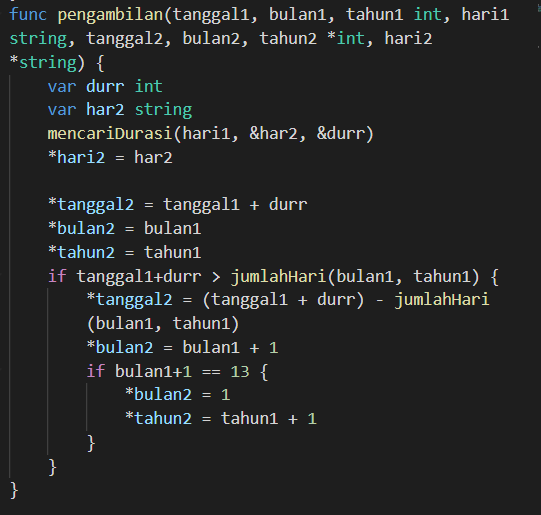 func pengambilan(tanggal1, bulan1, tahun1 int, hari1
string, tanggal2, bulan2, tahun2 *int, hari2
*string) {
    var durr int
    var har2 string
    mencariDurasi(hari1, &har2, &durr)
    *hari2 = har2

    *tanggal2 = tanggal1 + durr
    *bulan2 = bulan1
    *tahun2 = tahun1
    if tanggal1+durr > jumlahHari(bulan1, tahun1) {
        *tanggal2 = (tanggal1 + durr) - jumlahHari
        (bulan1, tahun1)
        *bulan2 = bulan1 + 1
        if bulan1+1 == 13 {
            *bulan2 = 1
            *tahun2 = tahun1 + 1
        }
    }
}